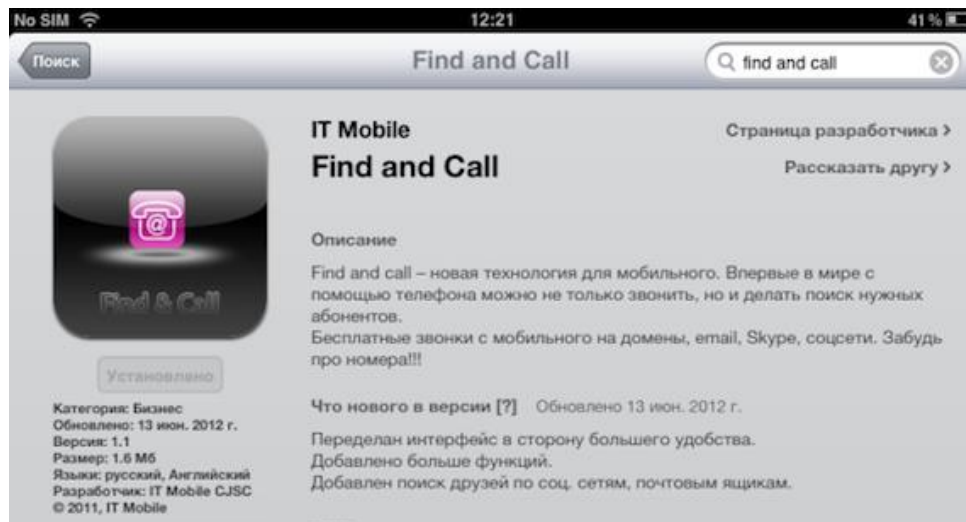 No SIM 12:21 41 %
Поиск Find and Call find and call
IT Mobile
Find and Call
Страница разработчика >
Рассказать другу >
Find & Call
Установлено
Категория: Бизнес
Обновлено: 13 июн. 2012 г.
Версия: 1.1
Размер: 1.6 Мб
Языки: русский, Английский
Разработчик: IT Mobile CJSC
© 2011, IT Mobile
Описание
Find and call – новая технология для мобильного. Впервые в мире с
помощью телефона можно не только звонить, но и делать поиск нужных
абонентов.
Бесплатные звонки с мобильного на домены, email, Skype, соцсети. Забудь
про номера!!!
Что нового в версии [?] Обновлено 13 июн. 2012 г.
Переделан интерфейс в сторону большего удобства.
Добавлено больше функций.
Добавлен поиск друзей по соц. сетям, почтовым ящикам.